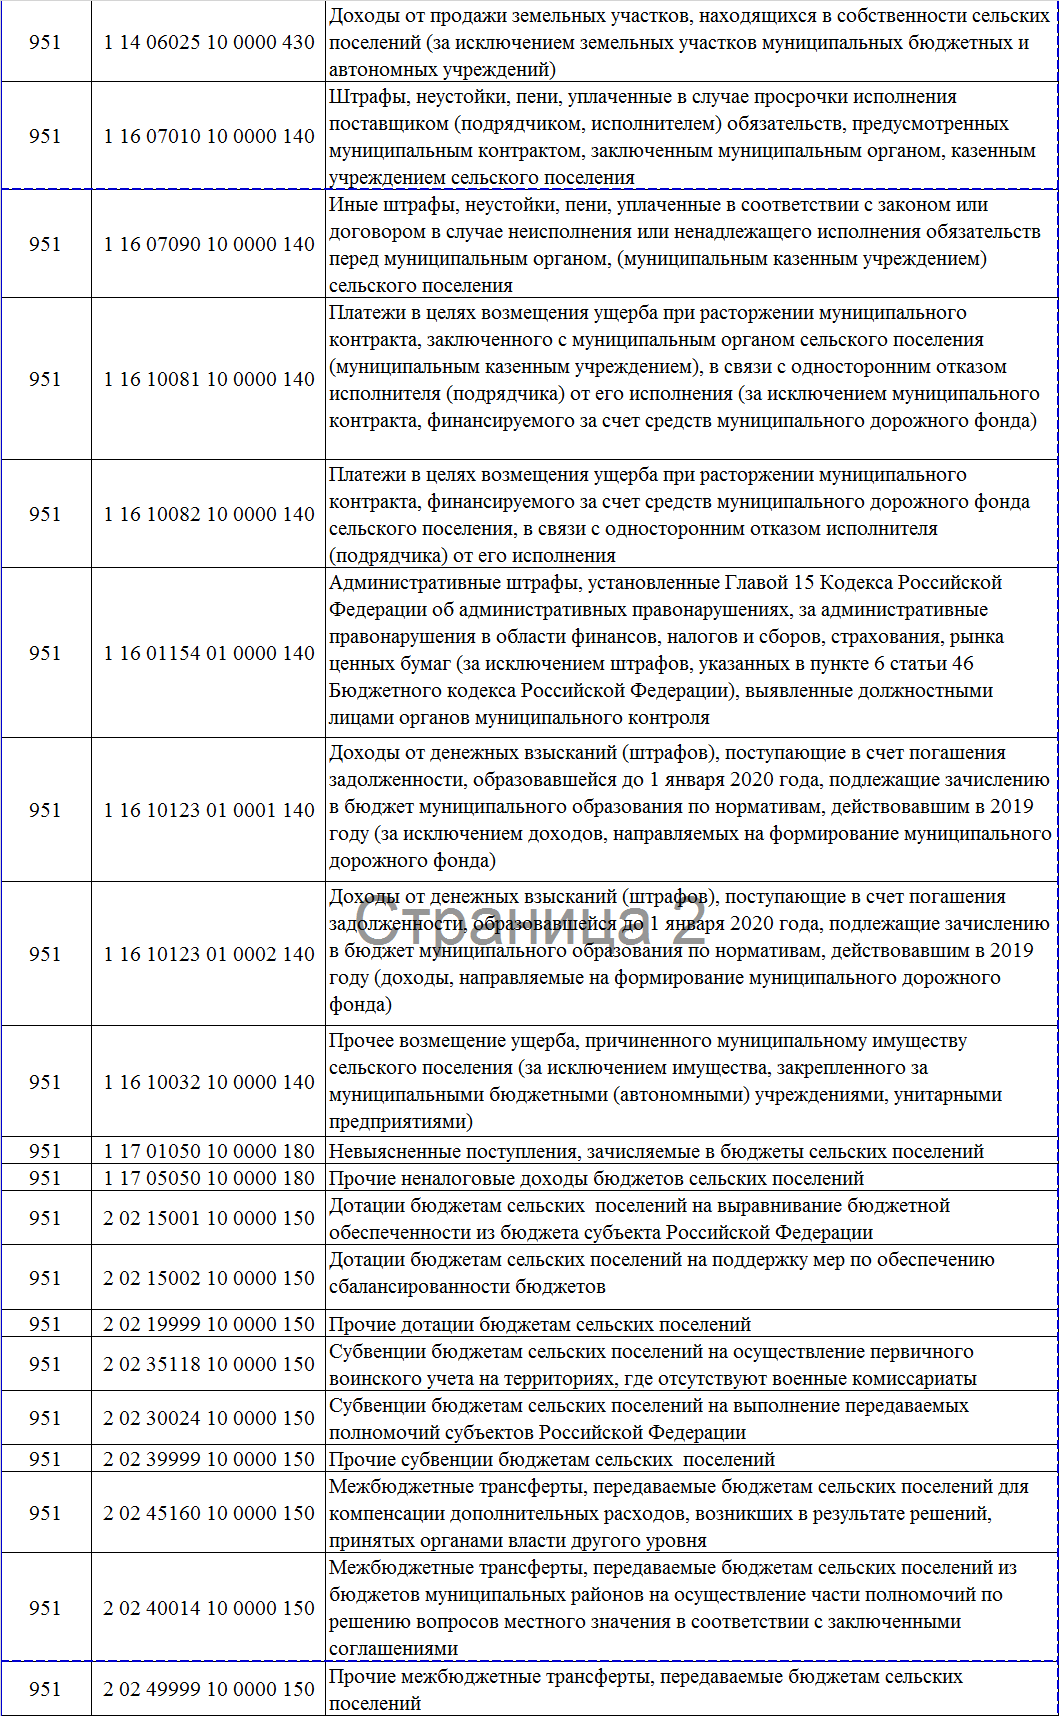 951
1 14 06025 10 0000 430
Доходы от продажи земельных участков, находящихся в собственности сельских
поселений (за исключением земельных участков муниципальных бюджетных и
автономных учреждений)
951
1 16 07010 10 0000 140
Штрафы, неустойки, пени, уплаченные в случае просрочки исполнения
поставщиком (подрядчиком, исполнителем) обязательств, предусмотренных
муниципальным контрактом, заключенным муниципальным органом, казенным
учреждением сельского поселения
951
1 16 07090 10 0000 140
Иные штрафы, неустойки, пени, уплаченные в соответствии с законом или
договором в случае неисполнения или ненадлежащего исполнения обязательств
перед муниципальным органом, (муниципальным казенным учреждением)
сельского поселения
951
1 16 10081 10 0000 140
Платежи в целях возмещения ущерба при расторжении муниципального
контракта, заключенного с муниципальным органом сельского поселения
(муниципальным казенным учреждением), в связи с односторонним отказом
исполнителя (подрядчика) от его исполнения (за исключением муниципального
контракта, финансируемого за счет средств муниципального дорожного фонда)
951
1 16 10082 10 0000 140
Платежи в целях возмещения ущерба при расторжении муниципального
контракта, финансируемого за счет средств муниципального дорожного фонда
сельского поселения, в связи с односторонним отказом исполнителя
(подрядчика) от его исполнения
951
1 16 01154 01 0000 140
Административные штрафы, установленные Главой 15 Кодекса Российской
Федерации об административных правонарушениях, за административные
правонарушения в области финансов, налогов и сборов, страхования, рынка
ценных бумаг (за исключением штрафов, указанных в пункте 6 статьи 46
Бюджетного кодекса Российской Федерации), выявленные должностными
лицами органов муниципального контроля
951
1 16 10123 01 0001 140
Доходы от денежных взысканий (штрафов), поступающие в счет погашения
задолженности, образовавшейся до 1 января 2020 года, подлежащие зачислению
в бюджет муниципального образования по нормативам, действовавшим в 2019
году (за исключением доходов, направляемых на формирование муниципального
дорожного фонда)
951
1 16 10123 01 0002 140
Доходы от денежных взысканий (штрафов), поступающие в счет погашения
задолженности, образовавшейся до 1 января 2020 года, подлежащие зачислению
в бюджет муниципального образования по нормативам, действовавшим в 2019
году (доходы, направляемые на формирование муниципального дорожного
фонда)
Страница 2
951
1 16 10032 10 0000 140
Прочее возмещение ущерба, причиненного муниципальному имуществу
сельского поселения (за исключением имущества, закрепленного за
муниципальными бюджетными (автономными) учреждениями, унитарными
предприятиями)
951
1 17 01050 10 0000 180
Невыясненные поступления, зачисляемые в бюджеты сельских поселений
951
1 17 05050 10 0000 180
Прочие неналоговые доходы бюджетов сельских поселений
951
2 02 15001 10 0000 150
Дотации бюджетам сельских  поселений на выравнивание бюджетной
обеспеченности из бюджета субъекта Российской Федерации
951
2 02 15002 10 0000 150
Дотации бюджетам сельских поселений на поддержку мер по обеспечению
сбалансированности бюджетов
951
2 02 19999 10 0000 150
Прочие дотации бюджетам сельских поселений
951
2 02 35118 10 0000 150
Субвенции бюджетам сельских поселений на осуществление первичного
воинского учета на территориях, где отсутствуют военные комиссариаты
951
2 02 30024 10 0000 150
Субвенции бюджетам сельских поселений на выполнение передаваемых
полномочий субъектов Российской Федерации
951
2 02 39999 10 0000 150
Прочие субвенции бюджетам сельских  поселений
951
2 02 45160 10 0000 150
Межбюджетные трансферты, передаваемые бюджетам сельских поселений для
компенсации дополнительных расходов, возникших в результате решений,
принятых органами власти другого уровня
951
2 02 40014 10 0000 150
Межбюджетные трансферты, передаваемые бюджетам сельских поселений из
бюджетов муниципальных районов на осуществление части полномочий по
решению вопросов местного значения в соответствии с заключенными
соглашениями
951
2 02 49999 10 0000 150
Прочие межбюджетные трансферты, передаваемые бюджетам сельских
поселений